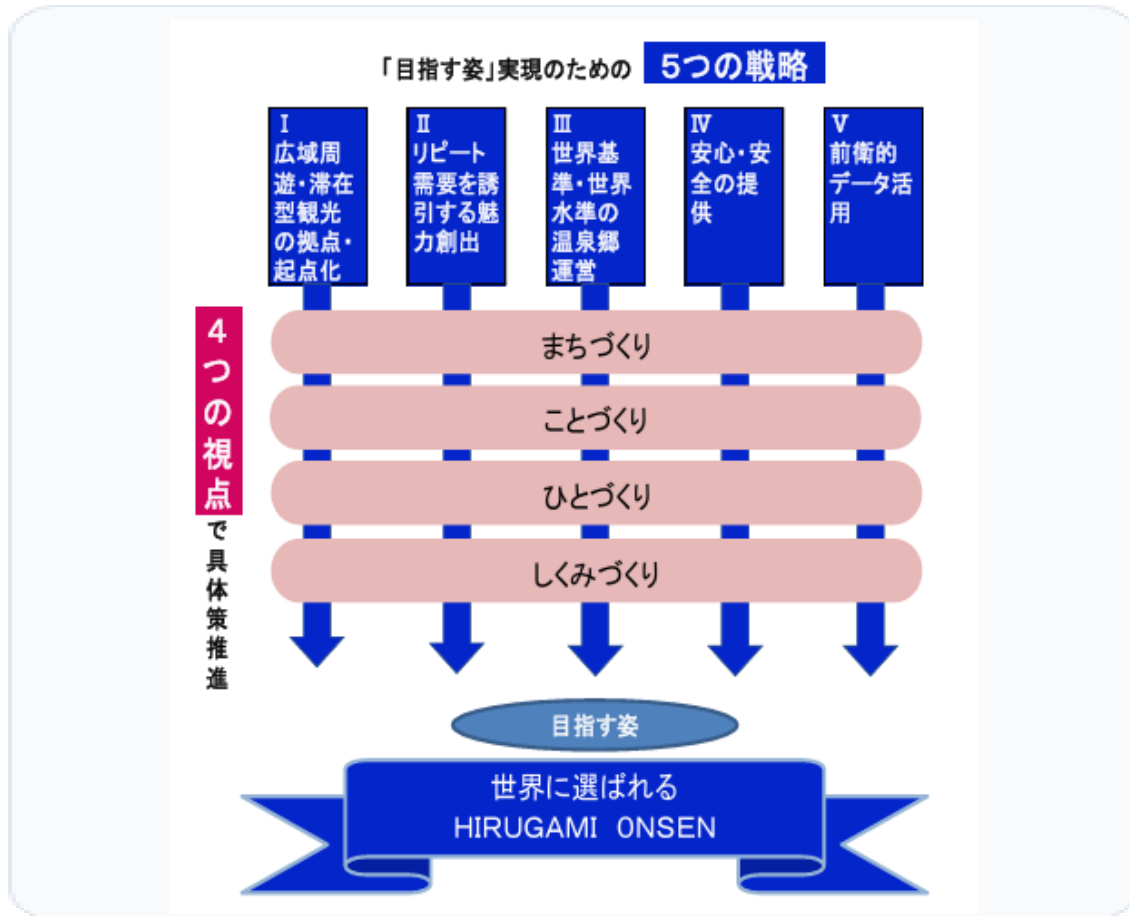 「目指す姿」実現のための 5つの戦略
Ⅰ
広域周
遊・滞在
型観光
の拠点・
起点化
Ⅱ
リピート
需要を誘
引する魅
力創出
Ⅲ
世界基
準・世界
水準の
温泉郷
運営
Ⅳ
安心・安
全の提
供
Ⅴ
前衛的
データ活
用
4つの視点で具体策推進
まちづくり
ことづくり
ひとづくり
しくみづくり
目指す姿
世界に選ばれる
HIRUGAMI 0NSEN